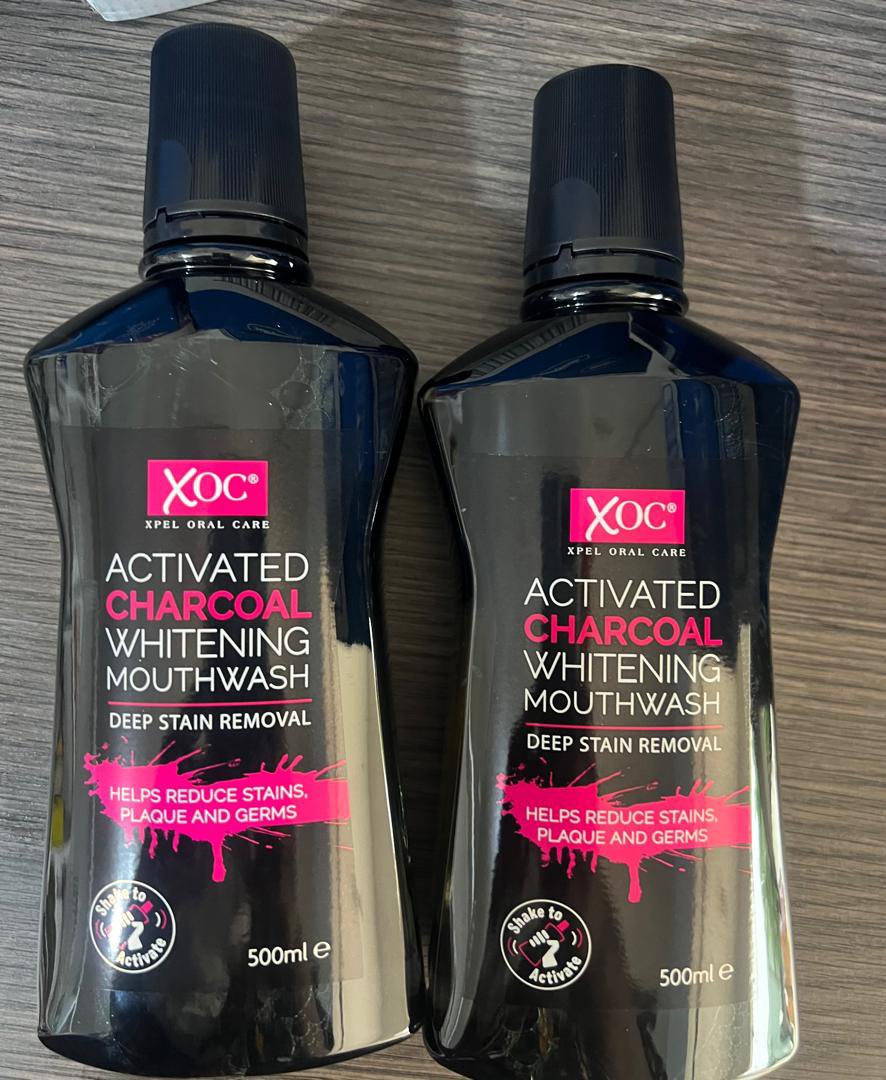 XOC®
XPEL ORAL CARE
ACTIVATED
CHARCOAL
WHITENING
MOUTHWASH
DEEP STAIN REMOVAL
HELPS REDUCE STAINS,
PLAQUE AND GERMS
Shake to
Activate
500ml ℮
XOC®
XPEL ORAL CARE
ACTIVATED
CHARCOAL
WHITENING
MOUTHWASH
DEEP STAIN REMOVAL
HELPS REDUCE STAINS,
PLAQUE AND GERMS
Shake to
Activate
500ml ℮